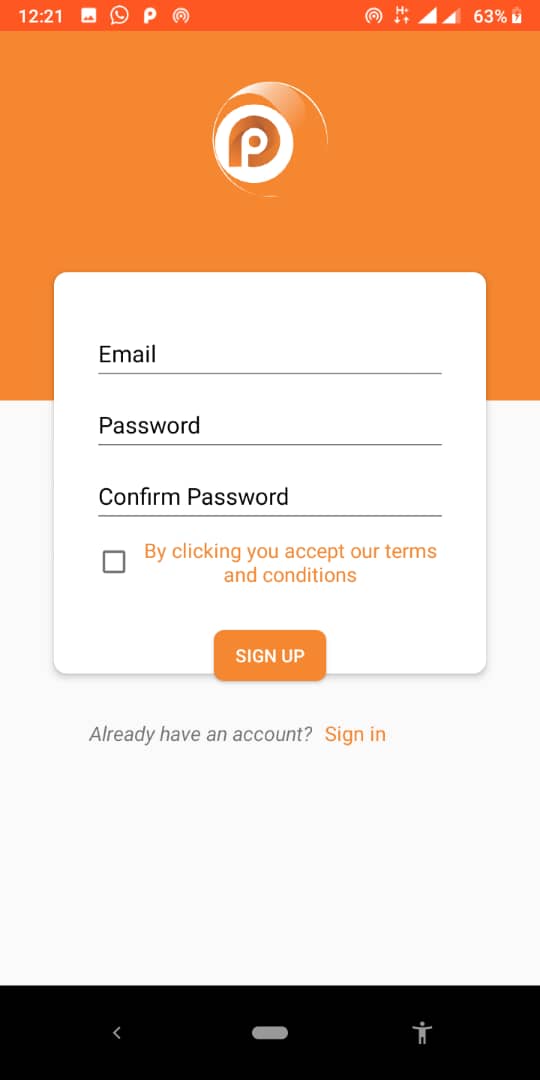 12:21 H+ 63%
Email
Password
Confirm Password
By clicking you accept our terms
and conditions
SIGN UP
Already have an account? Sign in